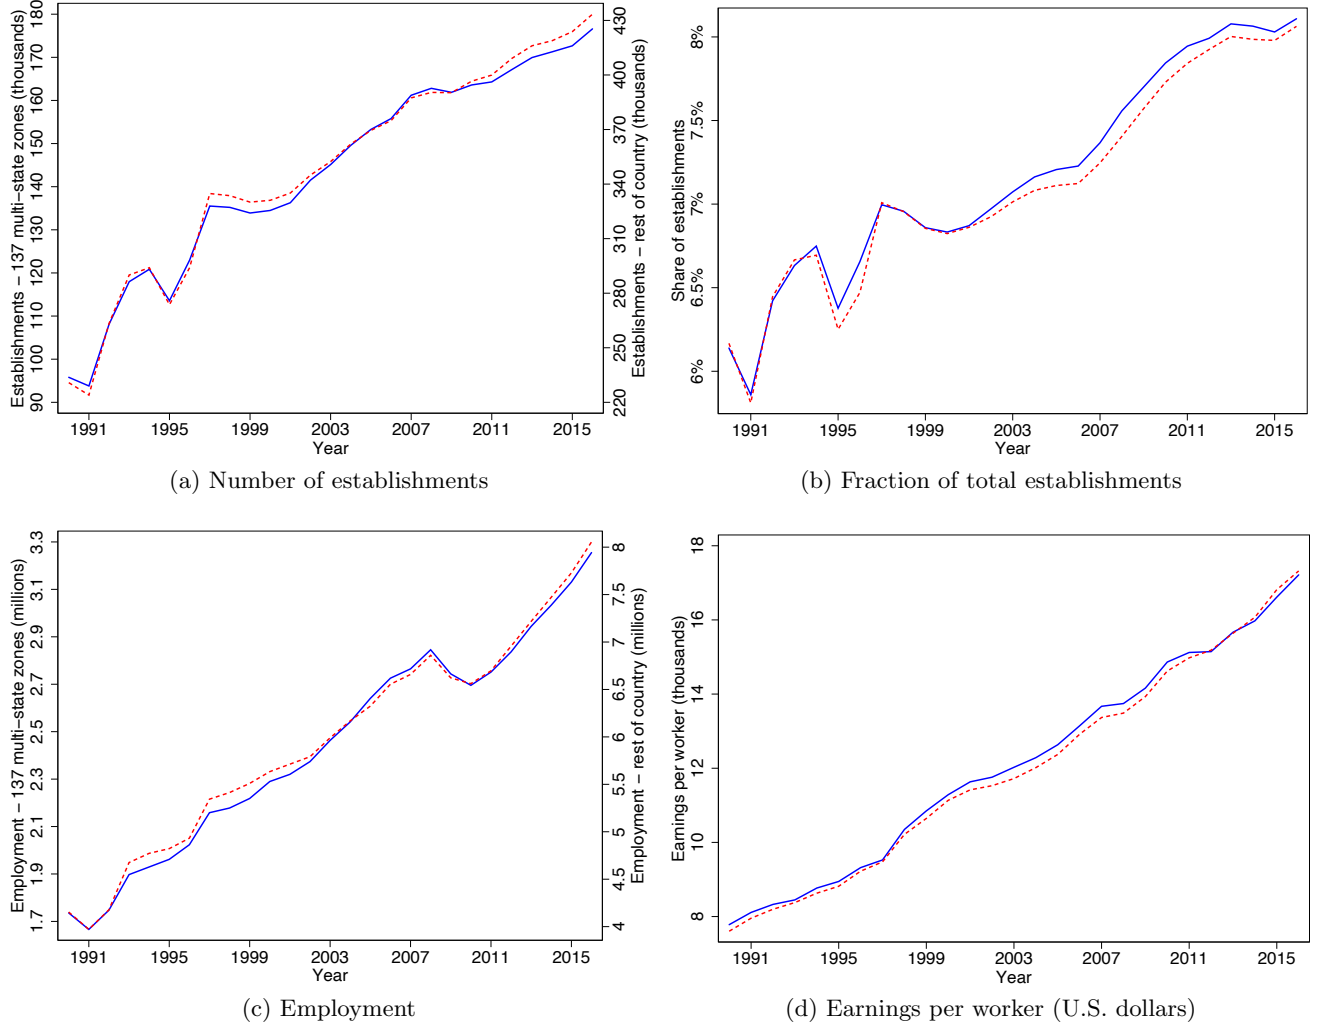 Establishments − 137 multi−state zones (thousands)
90 100 110 120 130 140 150 160 170 180
220 250 280 310 340 370 400 430
Establishments − rest of country (thousands)
1991 1995 1999 2003 2007 2011 2015
Year
(a) Number of establishments
Share of establishments
6% 6.5% 7% 7.5% 8%
1991 1995 1999 2003 2007 2011 2015
Year
(b) Fraction of total establishments
Employment − 137 multi−state zones (millions)
1.7 1.9 2.1 2.3 2.5 2.7 2.9 3.1 3.3
4 4.5 5 5.5 6 6.5 7 7.5 8
Employment − rest of country (millions)
1991 1995 1999 2003 2007 2011 2015
Year
(c) Employment
Earnings per worker (thousands)
8 10 12 14 16 18
1991 1995 1999 2003 2007 2011 2015
Year
(d) Earnings per worker (U.S. dollars)